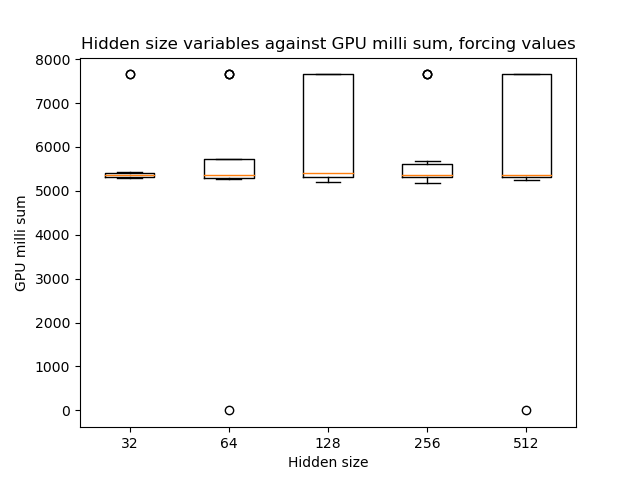 Hidden size variables against GPU milli sum, forcing values
8000
7000
6000
5000
4000
3000
2000
1000
0
GPU milli sum
32 64 128 256 512
Hidden size